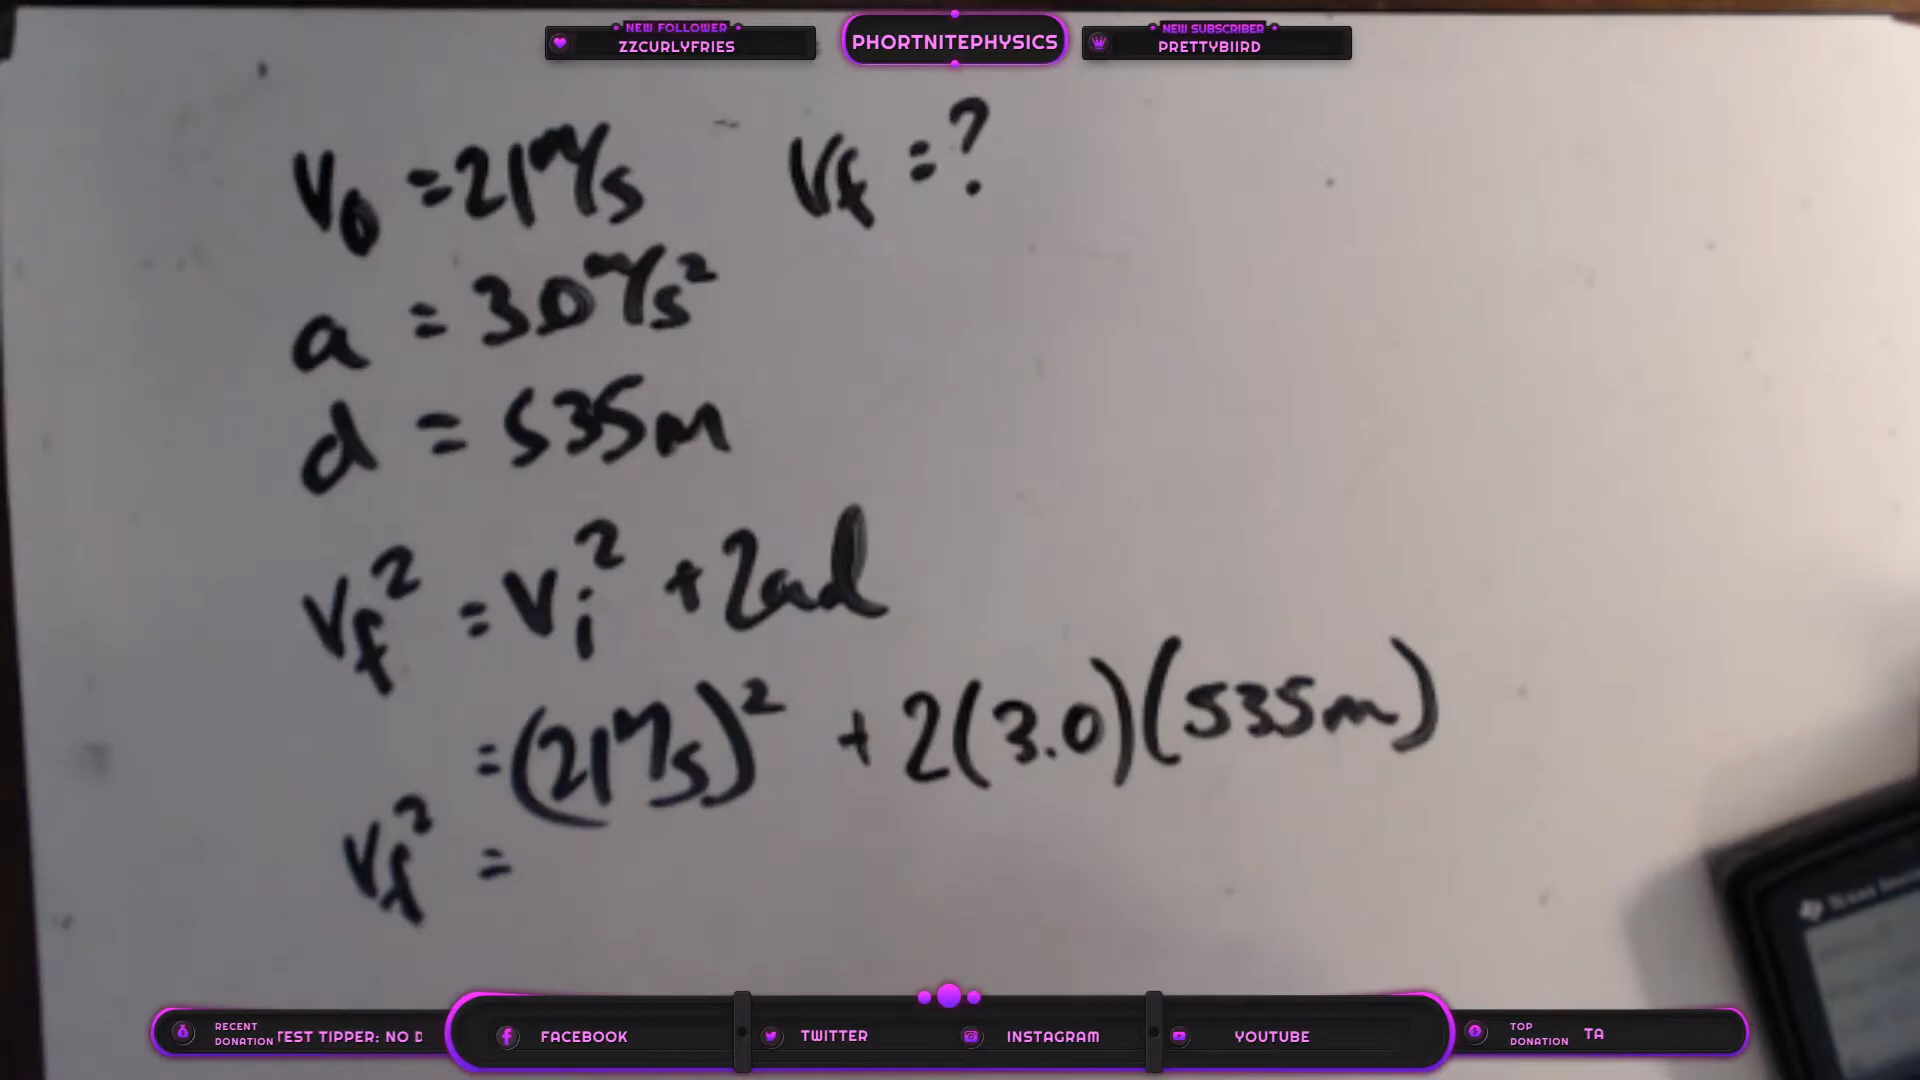 NEW FOLLOWER
ZZCURLYFRIES
PHORTNITEPHYSICS
NEW SUBSCRIBER
PRETTYBIIRD
V₀ = 21 m/s Vf = ?
a = 3.0 m/s²
d = 535m
Vf² = Vi² + 2ad
= (21 m/s)² + 2(3.0)(535m)
Vf² =
RECENT DONATION
TEST TIPPER: NO D
FACEBOOK
TWITTER
INSTAGRAM
YOUTUBE
TOP DONATION
TA